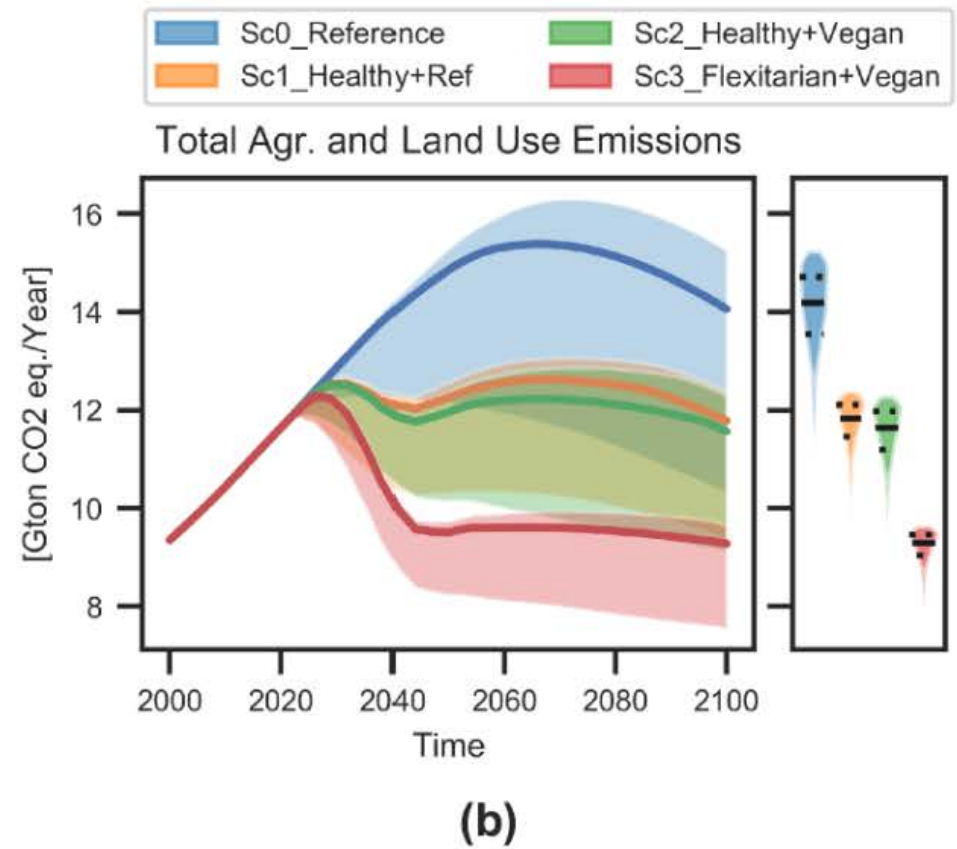 Sc0_Reference
Sc2_Healthy+Vegan
Sc1_Healthy+Ref
Sc3_Flexitarian+Vegan
Total Agr. and Land Use Emissions
[Gton CO2 eq./Year]
16
14
12
10
8
2000 2020 2040 2060 2080 2100
Time
(b)